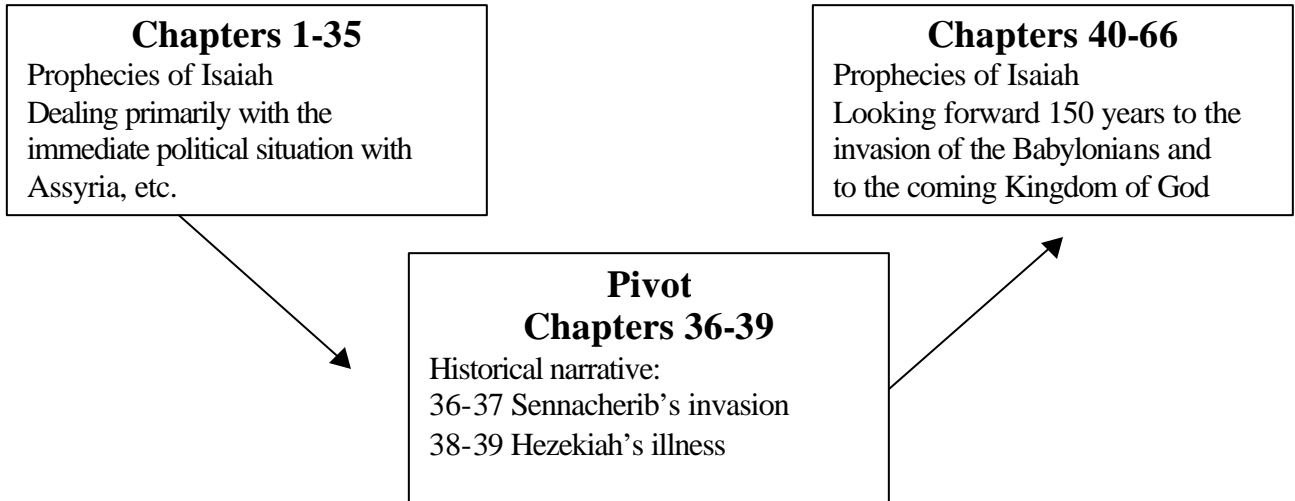 Chapters 1-35
Prophecies of Isaiah
Dealing primarily with the
immediate political situation with
Assyria, etc.
Pivot
Chapters 36-39
Historical narrative:
36-37 Sennacherib’s invasion
38-39 Hezekiah’s illness
Chapters 40-66
Prophecies of Isaiah
Looking forward 150 years to the
invasion of the Babylonians and
to the coming Kingdom of God